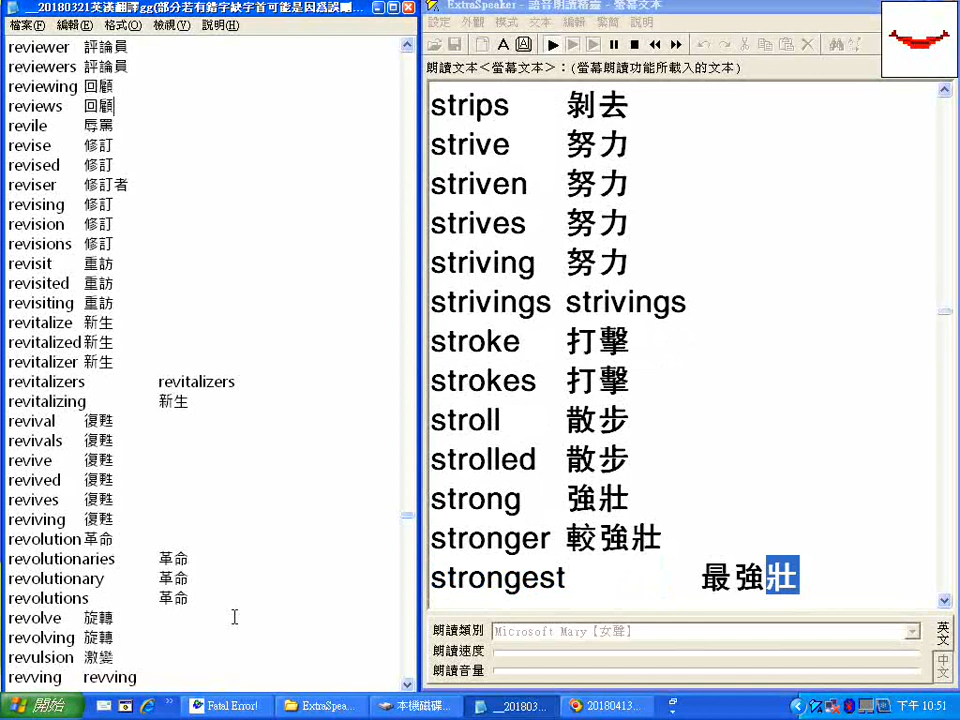 __20180321英漢翻譯gg(部分若有錯字缺字首可能是因爲誤刪...
檔案(F) 編輯(E) 格式(O) 檢視(V) 說明(H)
reviewer 評論員
reviewers 評論員
reviewing 回顧
reviews 回顧
revile 辱罵
revise 修訂
revised 修訂
reviser 修訂者
revising 修訂
revision 修訂
revisions 修訂
revisit 重訪
revisited 重訪
revisiting 重訪
revitalize 新生
revitalized 新生
revitalizer 新生
revitalizers revitalizers
revitalizing 新生
revival 復甦
revivals 復甦
revive 復甦
revived 復甦
revives 復甦
reviving 復甦
revolution 革命
revolutionaries 革命
revolutionary 革命
revolutions 革命
revolve 旋轉
revolving 旋轉
revulsion 激變
revving revving
ExtraSpeaker - 語音朗讀精靈 - 螢幕文本
設定 外觀 模式 文本 編輯 繁簡 說明
朗讀文本<螢幕文本>：(螢幕朗讀功能所載入的文本)
strips 剝去
strive 努力
striven 努力
strives 努力
striving 努力
strivings strivings
stroke 打擊
strokes 打擊
stroll 散步
strolled 散步
strong 強壯
stronger 較強壯
strongest 最強壯
朗讀類別 Microsoft Mary【女聲】
朗讀速度
朗讀音量
英文
中文
開始 Fatal Error! ExtraSpea... 本機磁碟... __201803... 20180413... 下午 10:51